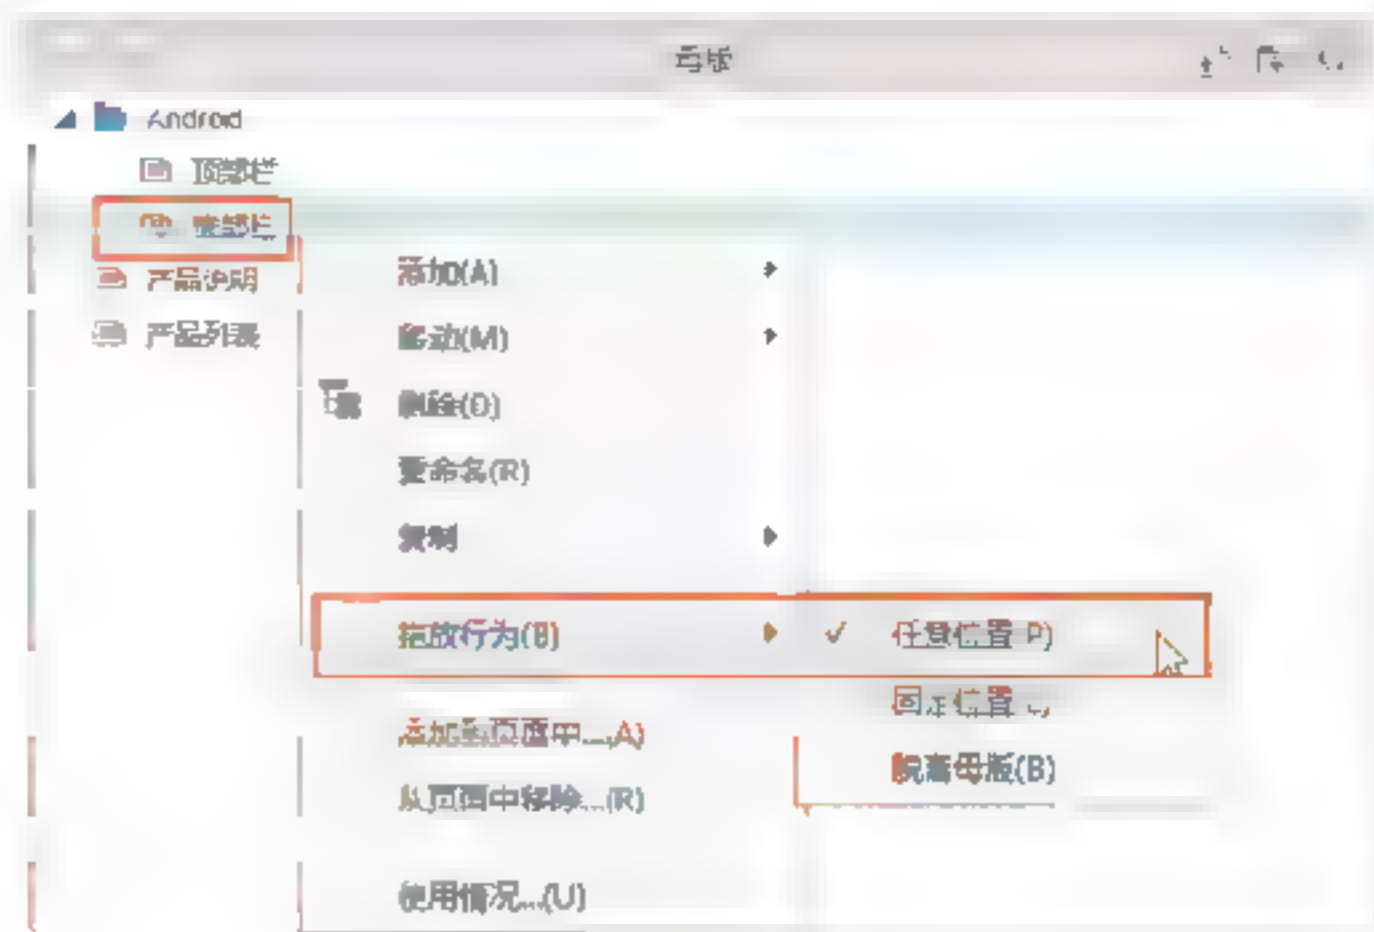 母版
Android
顶部栏
底部栏
产品说明
产品列表
添加(A)
移动(M)
删除(D)
重命名(R)
复制
拖放行为(B)
任意位置 P)
固定位置
脱离母版(B)
添加到页面中...(A)
从页面中移除...(R)
使用情况...(U)